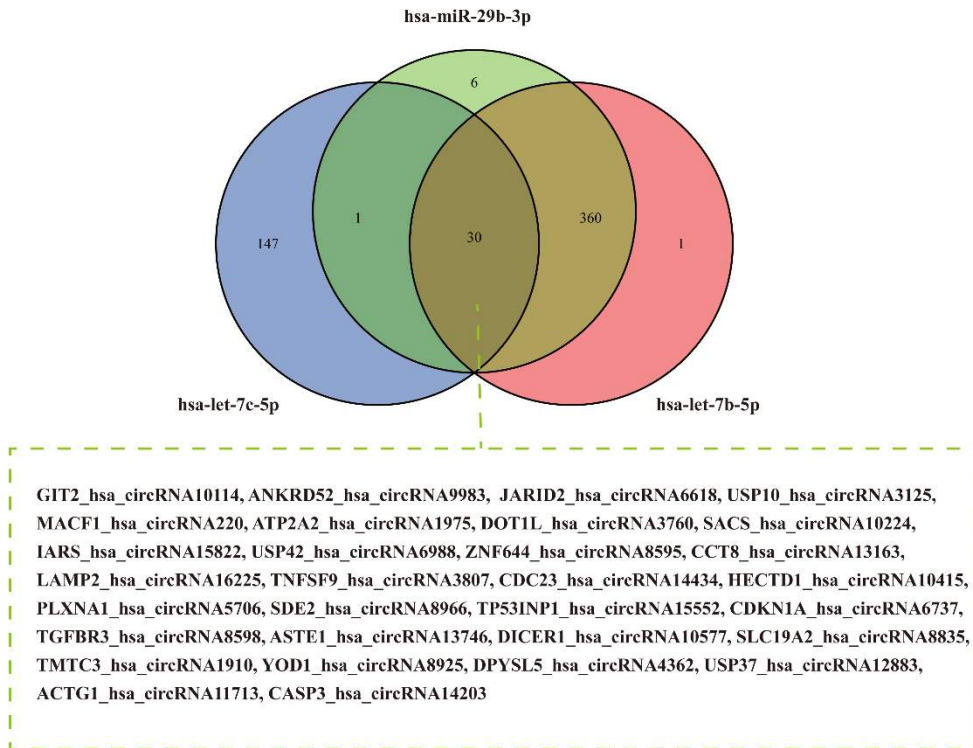 hsa-miR-29b-3p
6
147
1
30
360
1
hsa-let-7c-5p
hsa-let-7b-5p
GIT2_hsa_circRNA10114, ANKRD52_hsa_circRNA9983, JARID2_hsa_circRNA6618, USP10_hsa_circRNA3125,
MACF1_hsa_circRNA220, ATP2A2_hsa_circRNA1975, DOT1L_hsa_circRNA3760, SACS_hsa_circRNA10224,
IARS_hsa_circRNA15822, USP42_hsa_circRNA6988, ZNF644_hsa_circRNA8595, CCT8_hsa_circRNA13163,
LAMP2_hsa_circRNA16225, TNFSF9_hsa_circRNA3807, CDC23_hsa_circRNA14434, HECTD1_hsa_circRNA10415,
PLXNA1_hsa_circRNA5706, SDE2_hsa_circRNA8966, TP53INP1_hsa_circRNA15552, CDKN1A_hsa_circRNA6737,
TGFBR3_hsa_circRNA8598, ASTE1_hsa_circRNA13746, DICER1_hsa_circRNA10577, SLC19A2_hsa_circRNA8835,
TMTC3_hsa_circRNA1910, YOD1_hsa_circRNA8925, DPYSL5_hsa_circRNA4362, USP37_hsa_circRNA12883,
ACTG1_hsa_circRNA11713, CASP3_hsa_circRNA14203